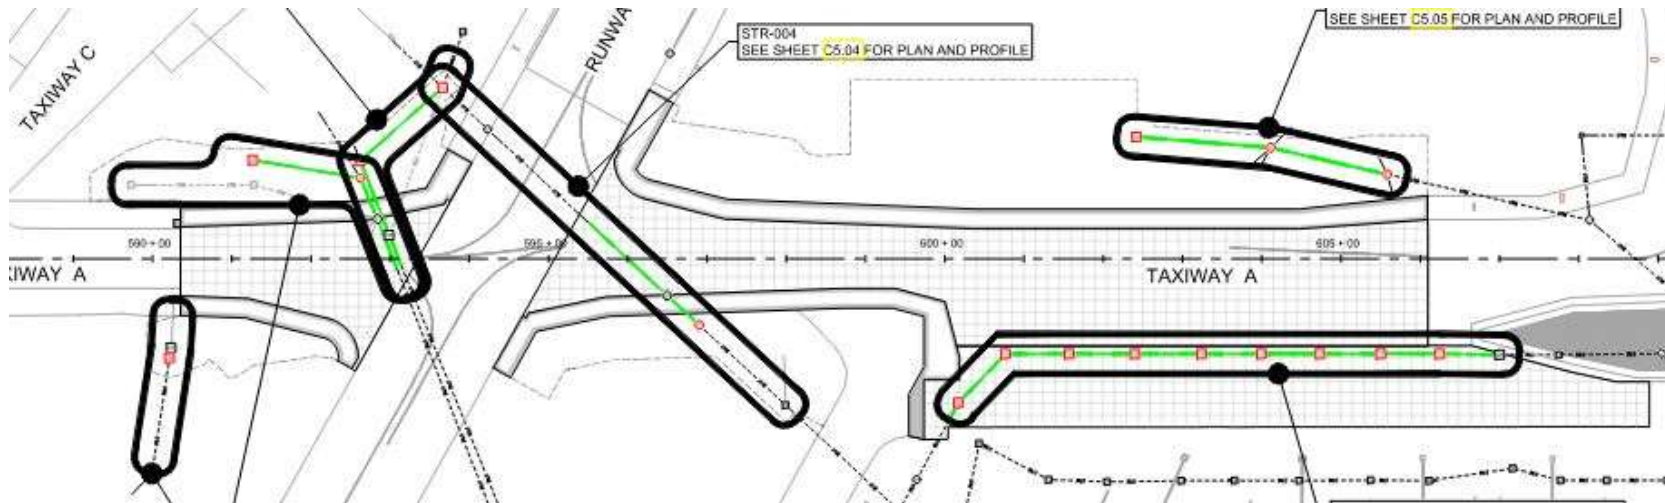 SEE SHEET C5.05 FOR PLAN AND PROFILE
STR-004
SEE SHEET C5.04 FOR PLAN AND PROFILE
RUNWA
TAXIWAY C
590 + 00
595 + 00
600 + 00
605 + 00
XIWAY A
TAXIWAY A